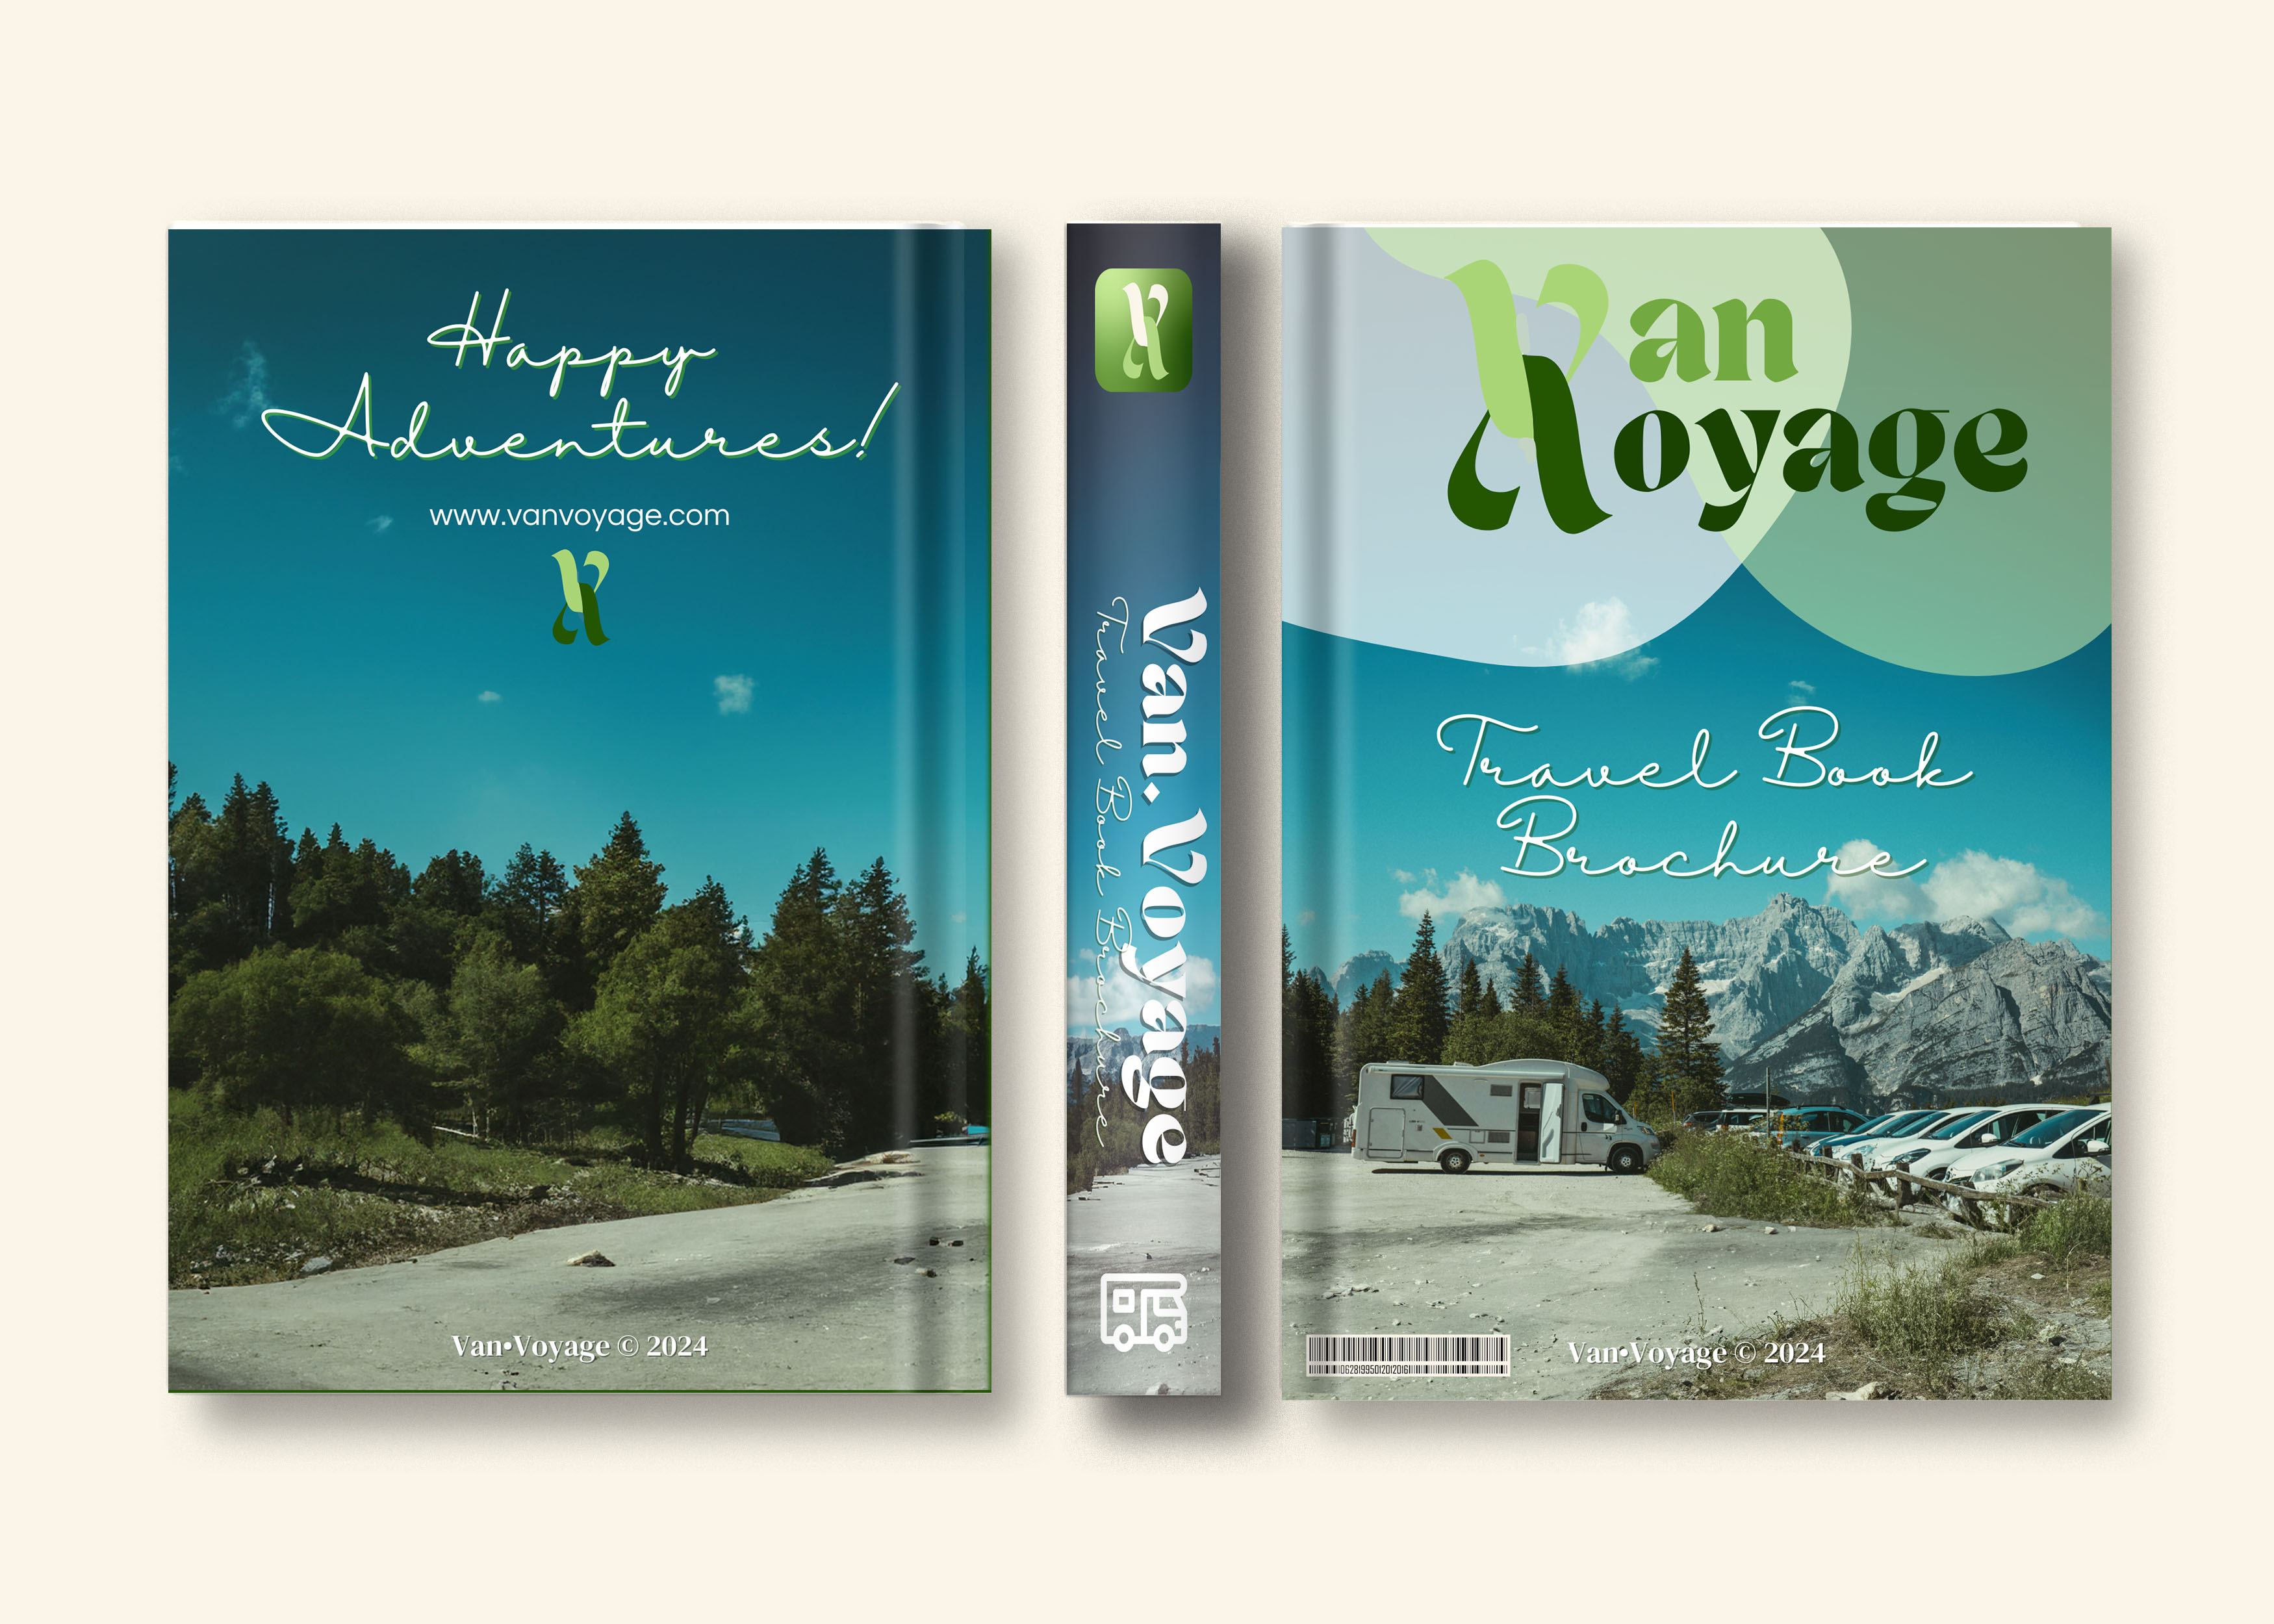 Happy
Adventures!
www.vanvoyage.com
Van•Voyage © 2024
Van. Voyage
Travel Book Brochure
Van
Voyage
Travel Book
Brochure
Van•Voyage © 2024